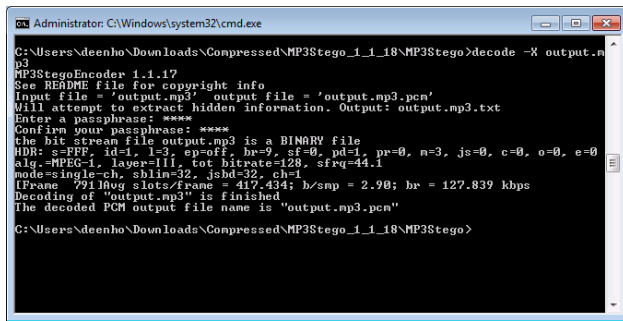 Administrator: C:\Windows\system32\cmd.exe
C:\Users\deenho\Downloads\Compressed\MP3Stego_1_1_18\MP3Stego>decode -X output.m
p3
MP3StegoEncoder 1.1.17
See README file for copyright info
Input file = 'output.mp3'  output file = 'output.mp3.pcm'
Will attempt to extract hidden information. Output: output.mp3.txt
Enter a passphrase: ****
Confirm your passphrase: ****
the bit stream file output.mp3 is a BINARY file
HDR: s=FFF, id=1, l=3, ep=off, br=9, sf=0, pd=1, pr=0, m=3, js=0, c=0, o=0, e=0
alg.=MPEG-1, layer=III, tot bitrate=128, sfrq=44.1
mode=single-ch, sblim=32, jsbd=32, ch=1
[Frame  791]Avg slots/frame = 417.434; b/smp = 2.90; br = 127.839 kbps
Decoding of "output.mp3" is finished
The decoded PCM output file name is "output.mp3.pcm"
C:\Users\deenho\Downloads\Compressed\MP3Stego_1_1_18\MP3Stego>